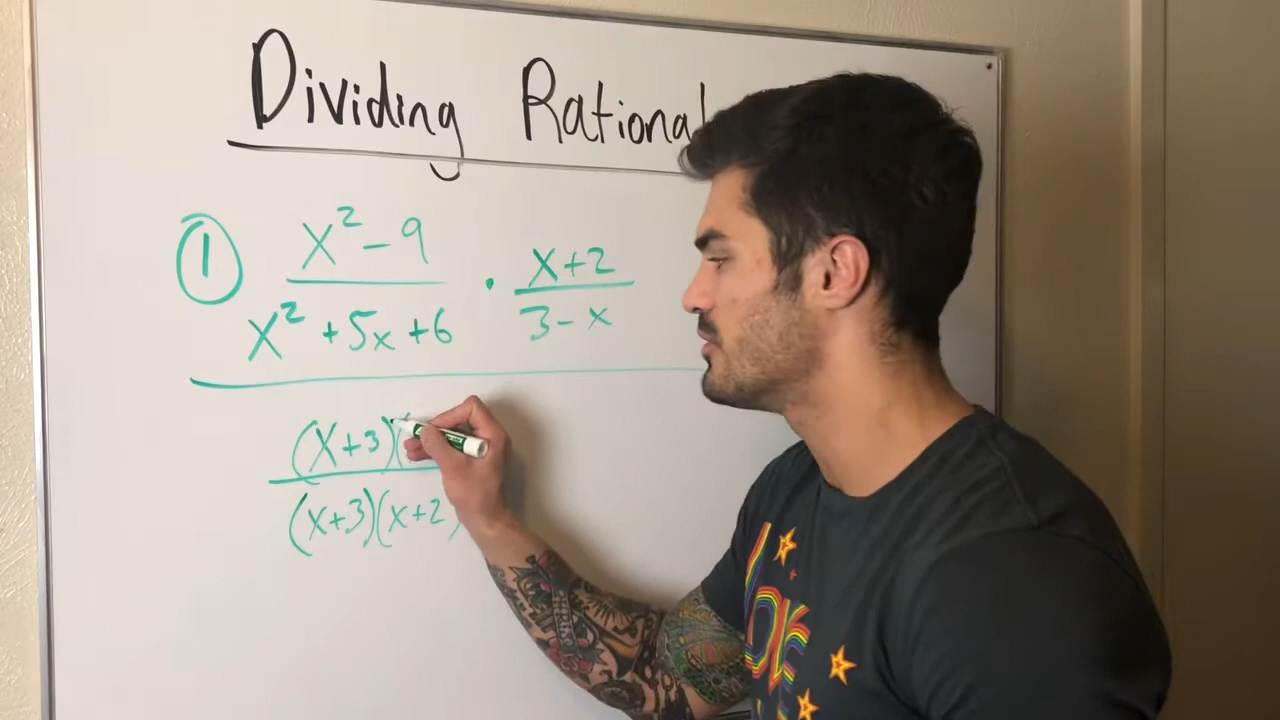 Dividing Rational
① x² - 9 / x² + 5x + 6 · x + 2 / 3 - x
(x+3)(
(x+3)(x+2)